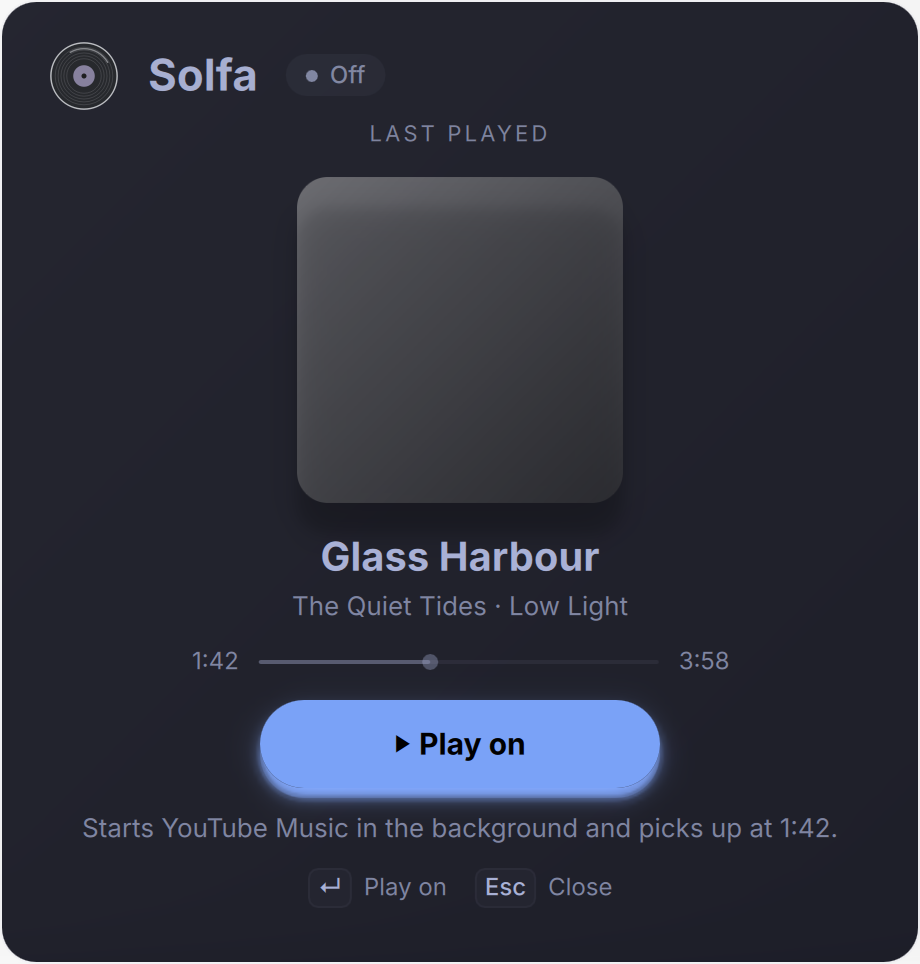 Solfa
Off
LAST PLAYED
Glass Harbour
The Quiet Tides · Low Light
1:42
3:58
Play on
Starts YouTube Music in the background and picks up at 1:42.
↵ Play on Esc Close